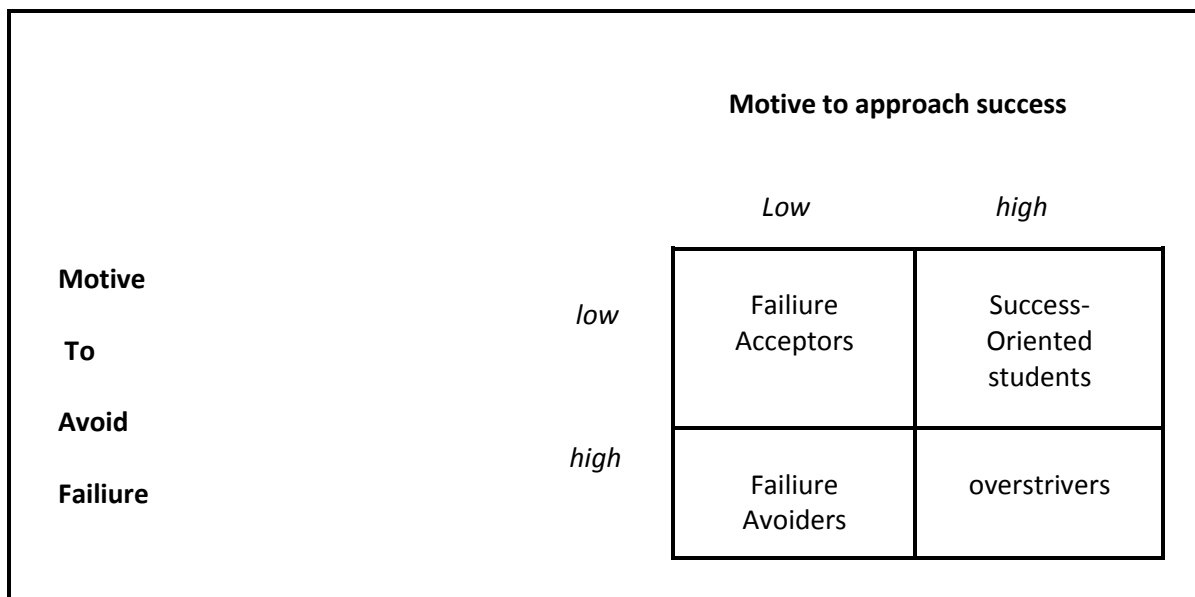 Motive to approach success
Low high
Motive
To
Avoid
Failiure
low
Failiure
Acceptors
Success-
Oriented
students
high
Failiure
Avoiders
overstrivers